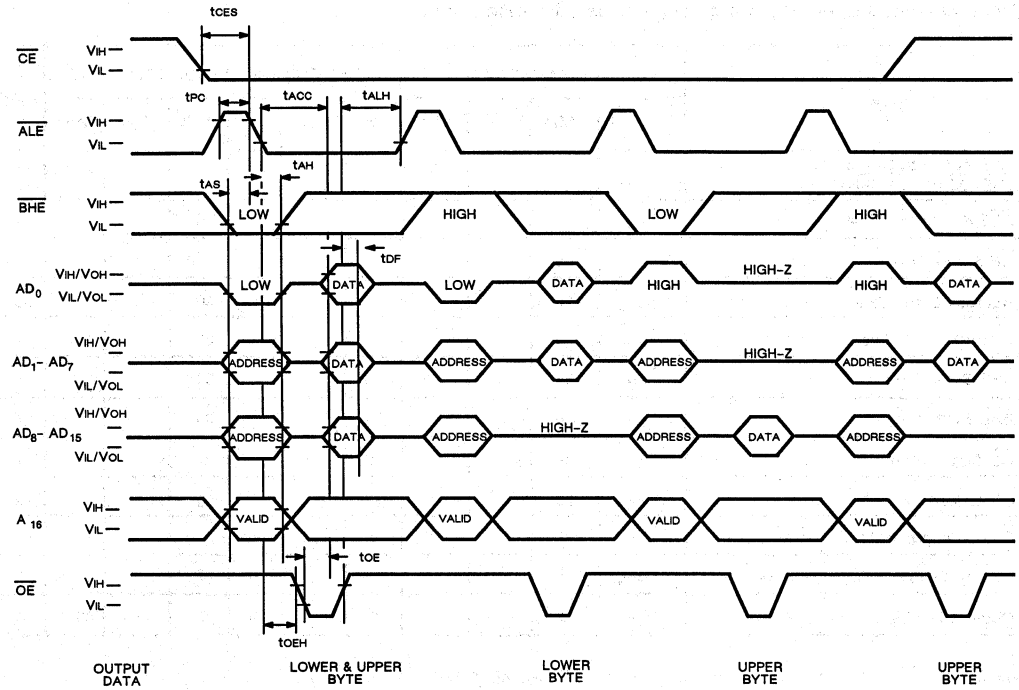 tCES
CE
VIH
VIL
tPC
tACC
tALH
ALE
VIH
VIL
tAS
tAH
BHE
VIH
VIL
LOW
HIGH
LOW
HIGH
tDF
AD0
VIH/VOH
VIL/VOL
LOW
DATA
LOW
DATA
HIGH
HIGH-Z
HIGH
DATA
VIH/VOH
AD1- AD7
VIL/VOL
ADDRESS
DATA
ADDRESS
DATA
ADDRESS
HIGH-Z
ADDRESS
DATA
VIH/VOH
AD8- AD15
VIL/VOL
ADDRESS
DATA
ADDRESS
HIGH-Z
ADDRESS
DATA
ADDRESS
A 16
VIH
VIL
VALID
VALID
VALID
VALID
tOE
OE
VIH
VIL
tOEH
OUTPUT
DATA
LOWER & UPPER
BYTE
LOWER
BYTE
UPPER
BYTE
UPPER
BYTE